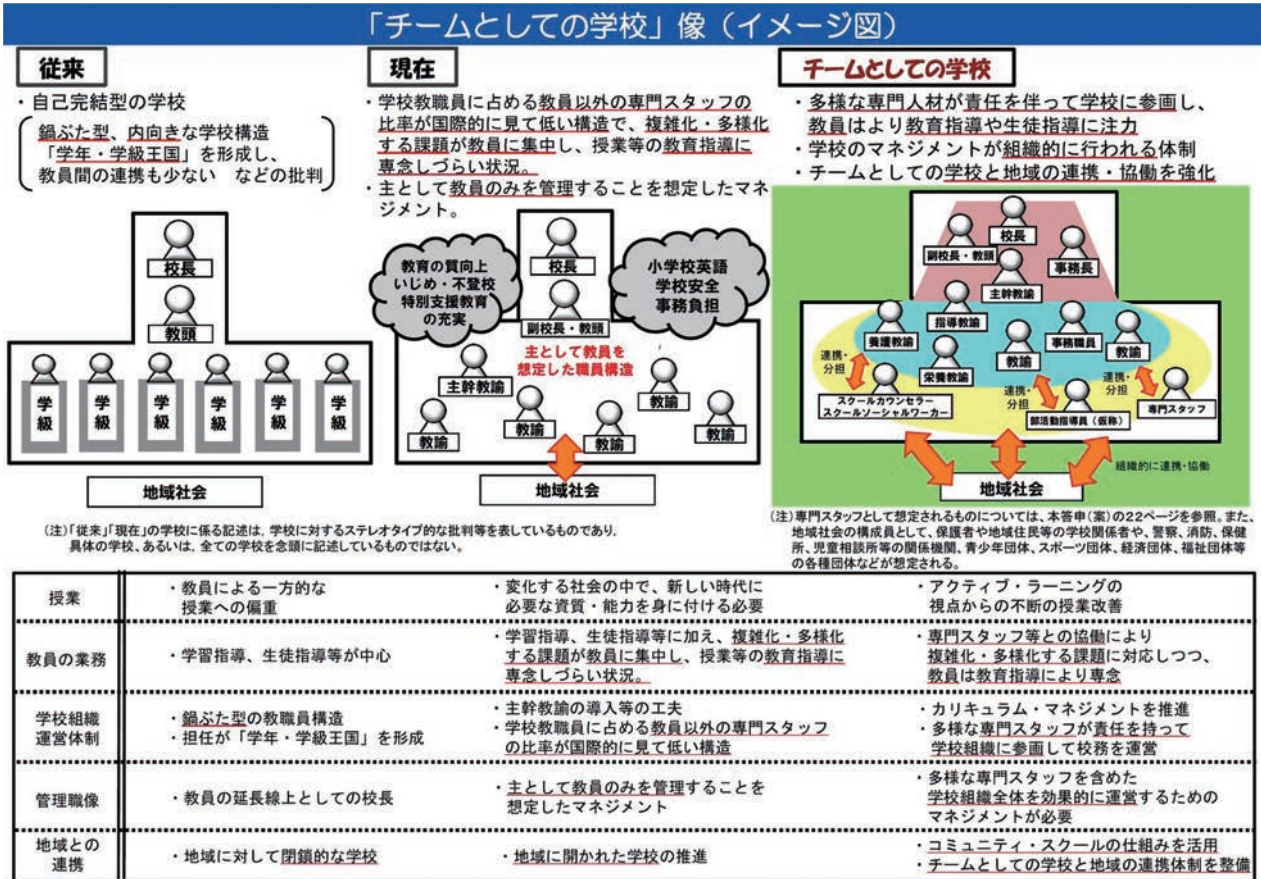 「チームとしての学校」像（イメージ図）
従来
・自己完結型の学校
鍋ぶた型、内向きな学校構造
「学年・学級王国」を形成し、
教員間の連携も少ない などの批判
校長
教頭
学級
学級
学級
学級
学級
学級
地域社会
現在
・学校教職員に占める教員以外の専門スタッフの
比率が国際的に見て低い構造で、複雑化・多様化
する課題が教員に集中し、授業等の教育指導に
専念しづらい状況。
・主として教員のみを管理することを想定したマネ
ジメント。
教育の質向上
いじめ・不登校
特別支援教育
の充実
校長
小学校英語
学校安全
事務負担
副校長・教頭
主として教員を
想定した職員構造
主幹教諭
教諭
教諭
教諭
教諭
教諭
地域社会
（注）「従来」「現在」の学校に係る記述は、学校に対するステレオタイプ的な批判等を表しているものであり、
具体の学校、あるいは、全ての学校を念頭に記述しているものではない。
チームとしての学校
・多様な専門人材が責任を伴って学校に参画し、
教員はより教育指導や生徒指導に注力
・学校のマネジメントが組織的に行われる体制
・チームとしての学校と地域の連携・協働を強化
校長
副校長・教頭
事務長
主幹教諭
指導教諭
養護教諭
教諭
事務職員
教諭
栄養教諭
連携・
分担
連携・
分担
連携・
分担
スクールカウンセラー
スクールソーシャルワーカー
部活動指導員（仮称）
専門スタッフ
組織的に連携・協働
地域社会
（注）専門スタッフとして想定されるものについては、本答申（案）の22ページを参照。また、
地域社会の構成員として、保護者や地域住民等の学校関係者や、警察、消防、保健
所、児童相談所等の関係機関、青少年団体、スポーツ団体、経済団体、福祉団体等
の各種団体などが想定される。
授業
・教員による一方的な
授業への偏重
・変化する社会の中で、新しい時代に
必要な資質・能力を身に付ける必要
・アクティブ・ラーニングの
視点からの不断の授業改善
教員の業務
・学習指導、生徒指導等が中心
・学習指導、生徒指導等に加え、複雑化・多様化
する課題が教員に集中し、授業等の教育指導に
専念しづらい状況。
・専門スタッフ等との協働により
複雑化・多様化する課題に対応しつつ、
教員は教育指導により専念
学校組織
運営体制
・鍋ぶた型の教職員構造
・担任が「学年・学級王国」を形成
・主幹教諭の導入等の工夫
・学校教職員に占める教員以外の専門スタッフ
の比率が国際的に見て低い構造
・カリキュラム・マネジメントを推進
・多様な専門スタッフが責任を持って
学校組織に参画して校務を運営
管理職像
・教員の延長線上としての校長
・主として教員のみを管理することを
想定したマネジメント
・多様な専門スタッフを含めた
学校組織全体を効果的に運営するための
マネジメントが必要
地域との
連携
・地域に対して閉鎖的な学校
・地域に開かれた学校の推進
・コミュニティ・スクールの仕組みを活用
・チームとしての学校と地域の連携体制を整備